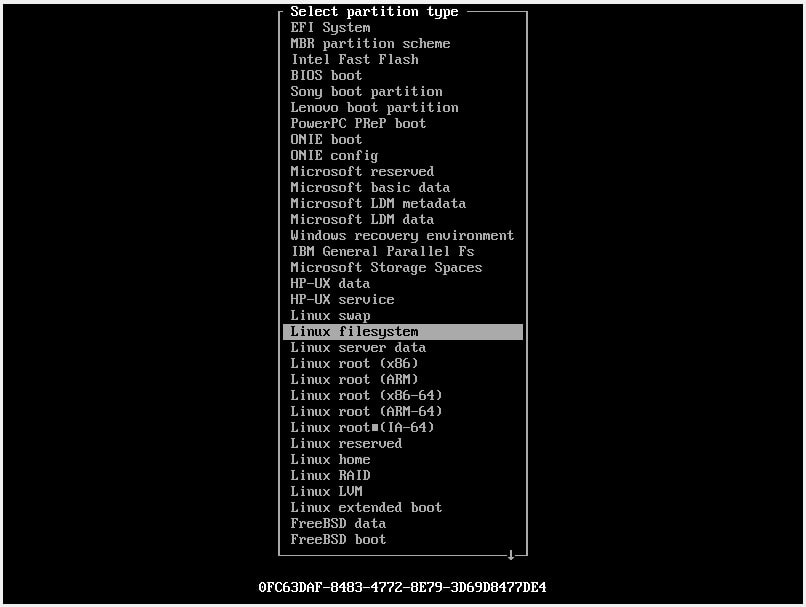 Select partition type
EFI System
MBR partition scheme
Intel Fast Flash
BIOS boot
Sony boot partition
Lenovo boot partition
PowerPC PReP boot
ONIE boot
ONIE config
Microsoft reserved
Microsoft basic data
Microsoft LDM metadata
Microsoft LDM data
Windows recovery environment
IBM General Parallel Fs
Microsoft Storage Spaces
HP-UX data
HP-UX service
Linux swap
Linux filesystem
Linux server data
Linux root (x86)
Linux root (ARM)
Linux root (x86-64)
Linux root (ARM-64)
Linux root■(IA-64)
Linux reserved
Linux home
Linux RAID
Linux LVM
Linux extended boot
FreeBSD data
FreeBSD boot
↓
0FC63DAF-8483-4772-8E79-3D69D8477DE4